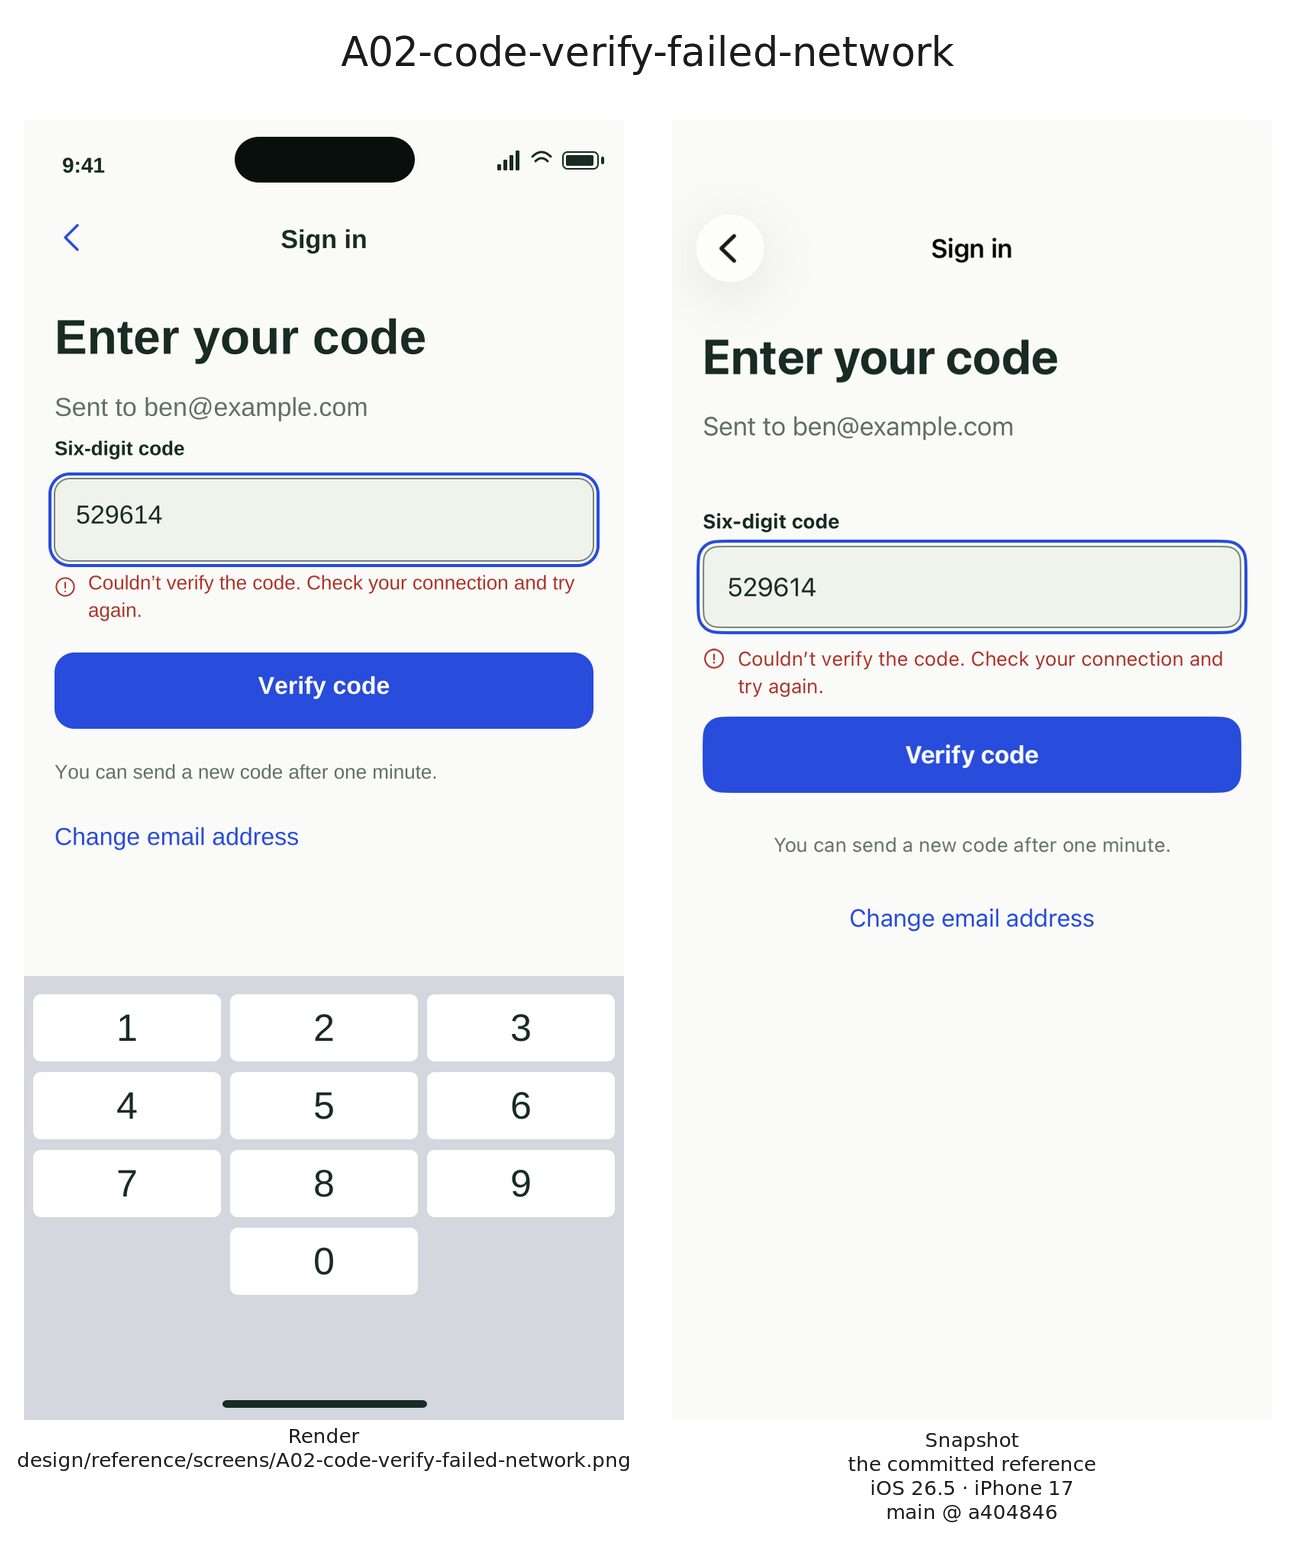 A02-code-verify-failed-network
9:41
Sign in
Enter your code
Sent to ben@example.com
Six-digit code
529614
Couldn’t verify the code. Check your connection and try
again.
Verify code
You can send a new code after one minute.
Change email address
1 2 3
4 5 6
7 8 9
0
Render
design/reference/screens/A02-code-verify-failed-network.png
Sign in
Enter your code
Sent to ben@example.com
Six-digit code
529614
Couldn’t verify the code. Check your connection and
try again.
Verify code
You can send a new code after one minute.
Change email address
Snapshot
the committed reference
iOS 26.5 · iPhone 17
main @ a404846